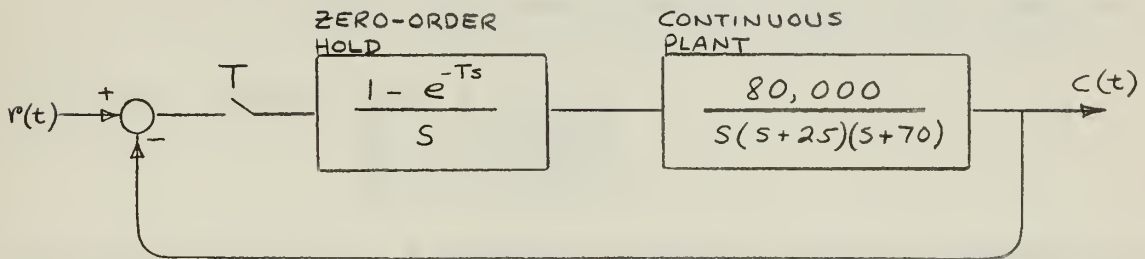 ZERO-ORDER
HOLD
CONTINUOUS
PLANT
r(t)
+
−
T
1 - e^{-Ts}
S
80,000
S(S+25)(S+70)
C(t)